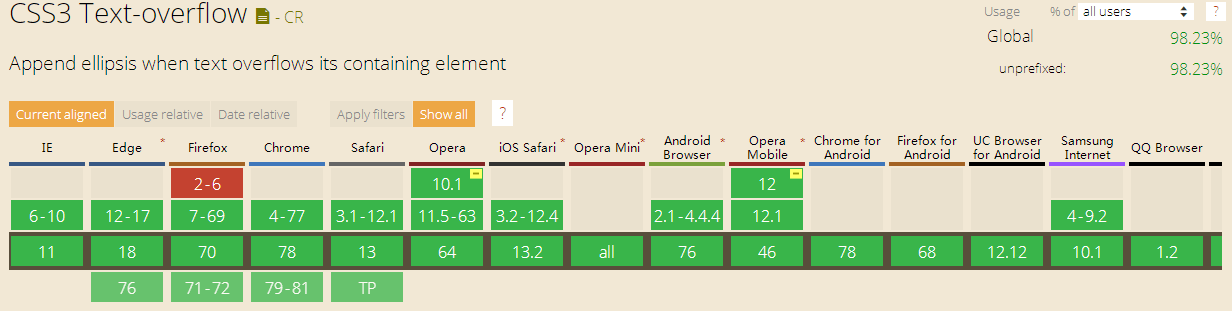 CSS3 Text-overflow - CR
Usage % of all users ?
Global 98.23%
unprefixed: 98.23%
Append ellipsis when text overflows its containing element
Current aligned Usage relative Date relative Apply filters Show all ?
IE Edge * Firefox Chrome Safari Opera iOS Safari * Opera Mini * Android Browser * Opera Mobile * Chrome for Android Firefox for Android UC Browser for Android Samsung Internet QQ Browser
2-6 10.1 12
6-10 12-17 7-69 4-77 3.1-12.1 11.5-63 3.2-12.4 2.1-4.4.4 12.1 4-9.2
11 18 70 78 13 64 13.2 all 76 46 78 68 12.12 10.1 1.2
76 71-72 79-81 TP